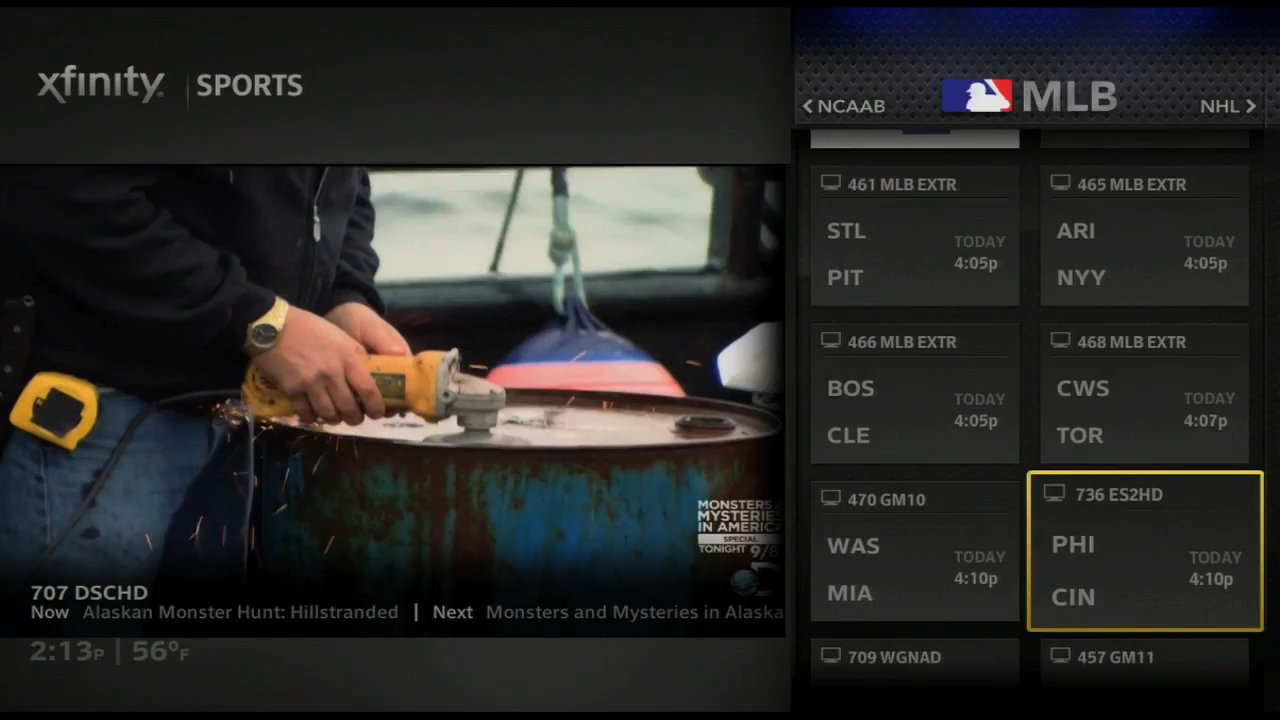 xfinity. | SPORTS
NCAAB
MLB
NHL
461 MLB EXTR
STL
PIT
TODAY
4:05p
465 MLB EXTR
ARI
NYY
TODAY
4:05p
466 MLB EXTR
BOS
CLE
TODAY
4:05p
468 MLB EXTR
CWS
TOR
TODAY
4:07p
470 GM10
WAS
MIA
TODAY
4:10p
736 ES2HD
PHI
CIN
TODAY
4:10p
709 WGNAD
457 GM11
MONSTERS
MYSTERIES
IN AMERICA
SPECIAL
TONIGHT 9/8
D
707 DSCHD
Now Alaskan Monster Hunt: Hillstranded | Next Monsters and Mysteries in Alaska
2:13P | 56°F